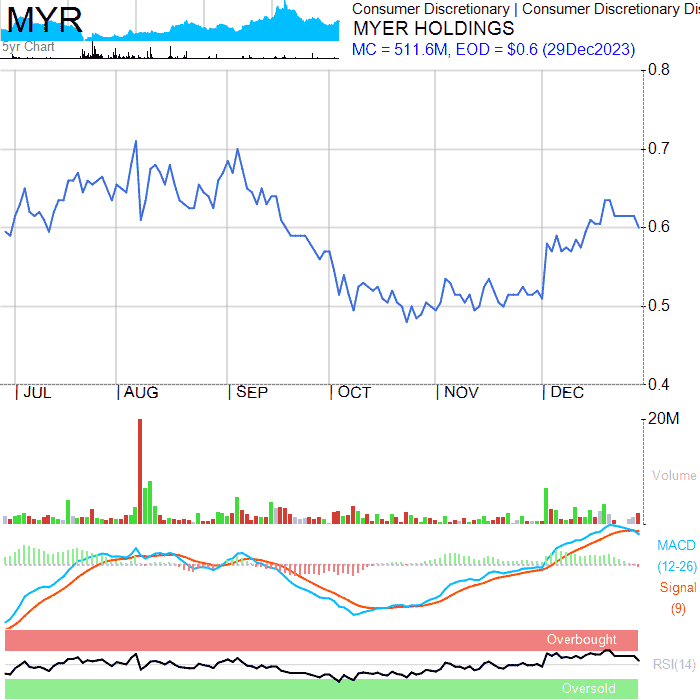 MYR
5yr Chart
Consumer Discretionary | Consumer Discretionary Dis
MYER HOLDINGS
MC = 511.6M, EOD = $0.6 (29Dec2023)
0.8
0.7
0.6
0.5
0.4
JUL AUG SEP OCT NOV DEC
20M
Volume
MACD
(12-26)
Signal
(9)
Overbought
RSI(14)
Oversold